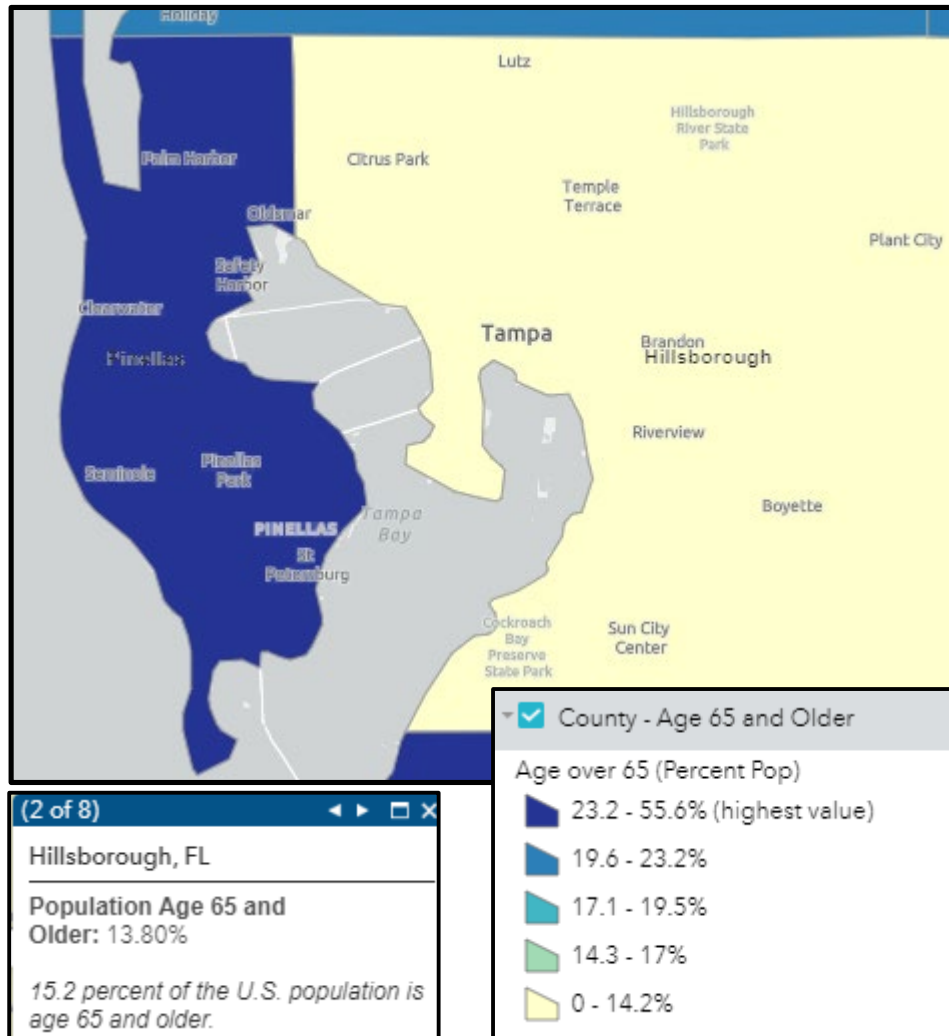 Holiday
Lutz
Hillsborough
River State
Park
Palm Harbor
Citrus Park
Temple
Terrace
Oldsmar
Plant City
Safety
Harbor
Clearwater
Tampa
Brandon
Pinellas
Hillsborough
Riverview
Seminole
Pinellas
Park
Boyette
Tampa
Bay
PINELLAS
St
Petersburg
Cockroach
Bay
Preserve
State Park
Sun City
Center
County - Age 65 and Older
Age over 65 (Percent Pop)
23.2 - 55.6% (highest value)
19.6 - 23.2%
17.1 - 19.5%
14.3 - 17%
0 - 14.2%
(2 of 8)
Hillsborough, FL
Population Age 65 and
Older: 13.80%
15.2 percent of the U.S. population is
age 65 and older.